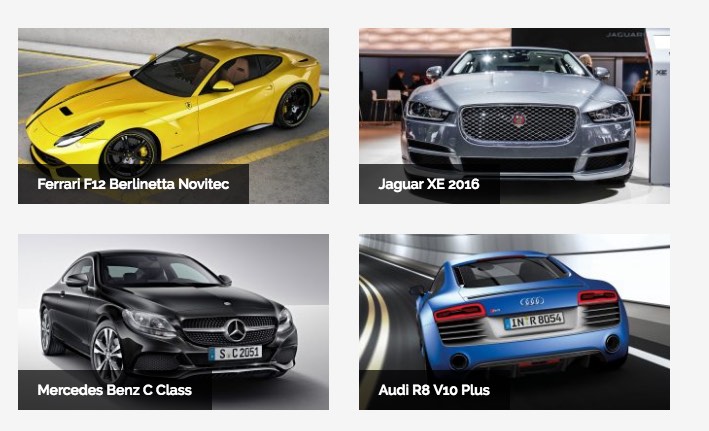 JAGUAR
XE
Ferrari F12 Berlinetta Novitec
Jaguar XE 2016
S C 2051
IN R 8054
Mercedes Benz C Class
Audi R8 V10 Plus